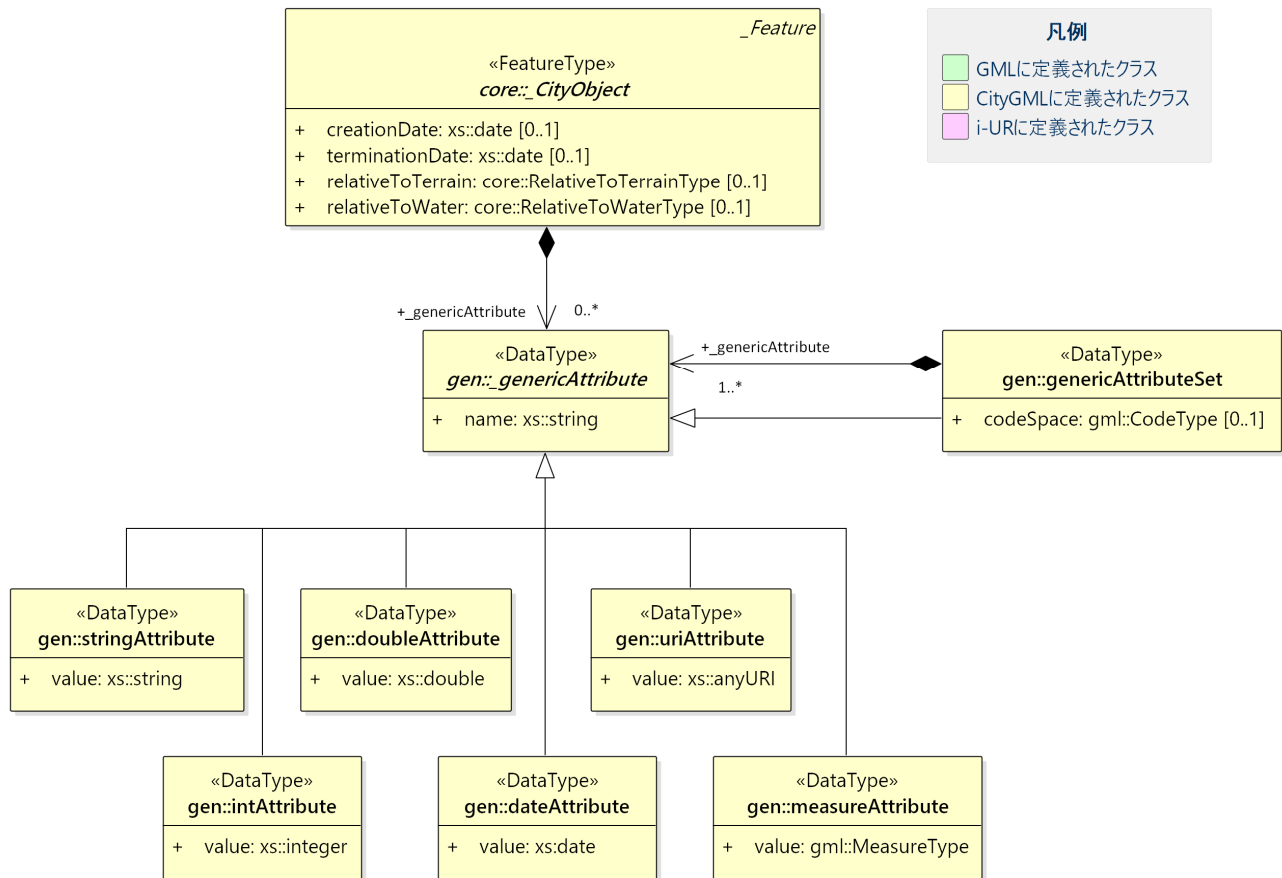 _Feature
«FeatureType»
core::_CityObject
+ creationDate: xs::date [0..1]
+ terminationDate: xs::date [0..1]
+ relativeToTerrain: core::RelativeToTerrainType [0..1]
+ relativeToWater: core::RelativeToWaterType [0..1]
凡例
GMLに定義されたクラス
CityGMLに定義されたクラス
i-URに定義されたクラス
+_genericAttribute 0..*
«DataType»
gen::_genericAttribute
+ name: xs::string
+_genericAttribute
1..*
«DataType»
gen::genericAttributeSet
+ codeSpace: gml::CodeType [0..1]
«DataType»
gen::stringAttribute
+ value: xs::string
«DataType»
gen::doubleAttribute
+ value: xs::double
«DataType»
gen::uriAttribute
+ value: xs::anyURI
«DataType»
gen::intAttribute
+ value: xs::integer
«DataType»
gen::dateAttribute
+ value: xs:date
«DataType»
gen::measureAttribute
+ value: gml::MeasureType